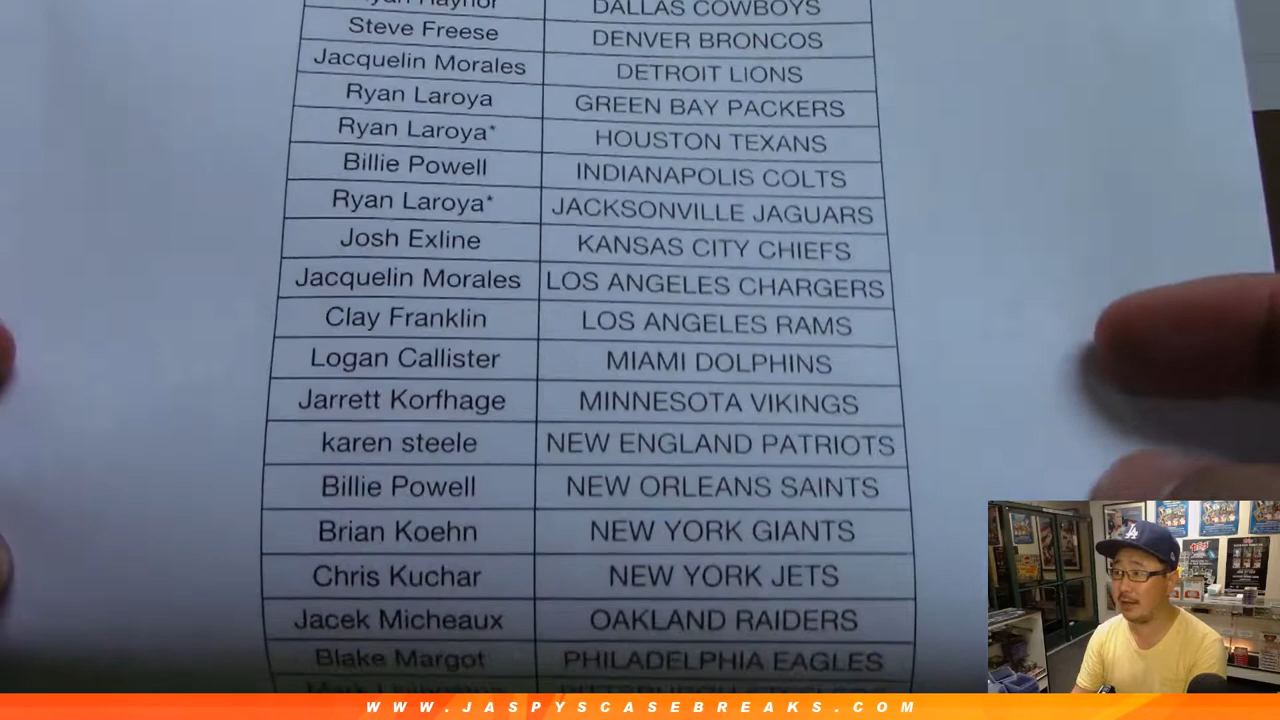 DALLAS COWBOYS
Steve Freese DENVER BRONCOS
Jacquelin Morales DETROIT LIONS
Ryan Laroya GREEN BAY PACKERS
Ryan Laroya* HOUSTON TEXANS
Billie Powell INDIANAPOLIS COLTS
Ryan Laroya* JACKSONVILLE JAGUARS
Josh Exline KANSAS CITY CHIEFS
Jacquelin Morales LOS ANGELES CHARGERS
Clay Franklin LOS ANGELES RAMS
Logan Callister MIAMI DOLPHINS
Jarrett Korfhage MINNESOTA VIKINGS
karen steele NEW ENGLAND PATRIOTS
Billie Powell NEW ORLEANS SAINTS
Brian Koehn NEW YORK GIANTS
Chris Kuchar NEW YORK JETS
Jacek Micheaux OAKLAND RAIDERS
Blake Margot PHILADELPHIA EAGLES
WWW.JASPYSCASEBREAKS.COM